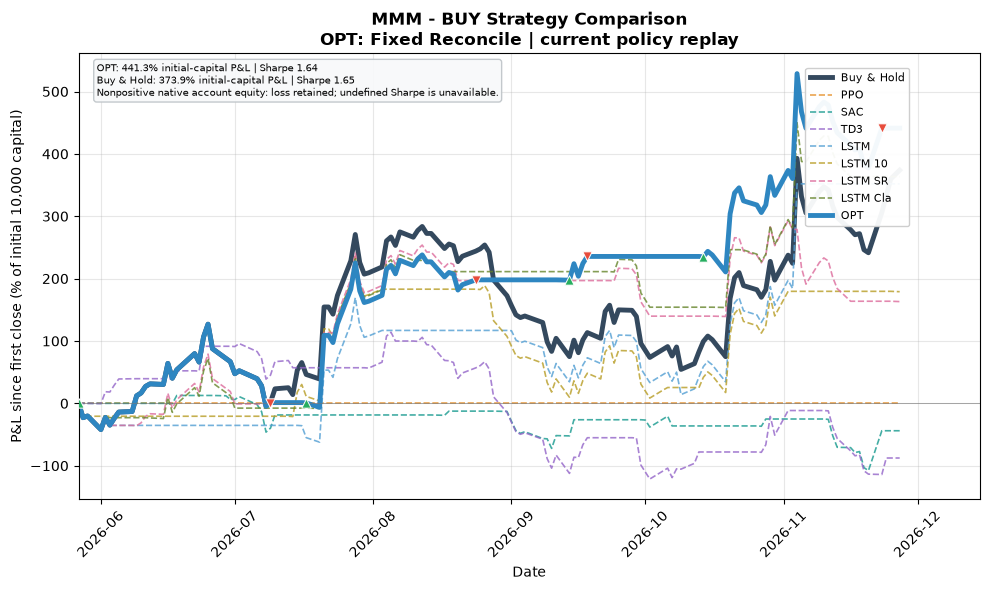 MMM - BUY Strategy Comparison
OPT: Fixed Reconcile | current policy replay
OPT: 441.3% initial-capital P&L | Sharpe 1.64
Buy & Hold: 373.9% initial-capital P&L | Sharpe 1.65
Nonpositive native account equity: loss retained; undefined Sharpe is unavailable.
Buy & Hold
PPO
SAC
TD3
LSTM
LSTM 10
LSTM SR
LSTM Cla
OPT
P&L since first close (% of initial 10,000 capital)
500
400
300
200
100
0
−100
2026-06
2026-07
2026-08
2026-09
2026-10
2026-11
2026-12
Date